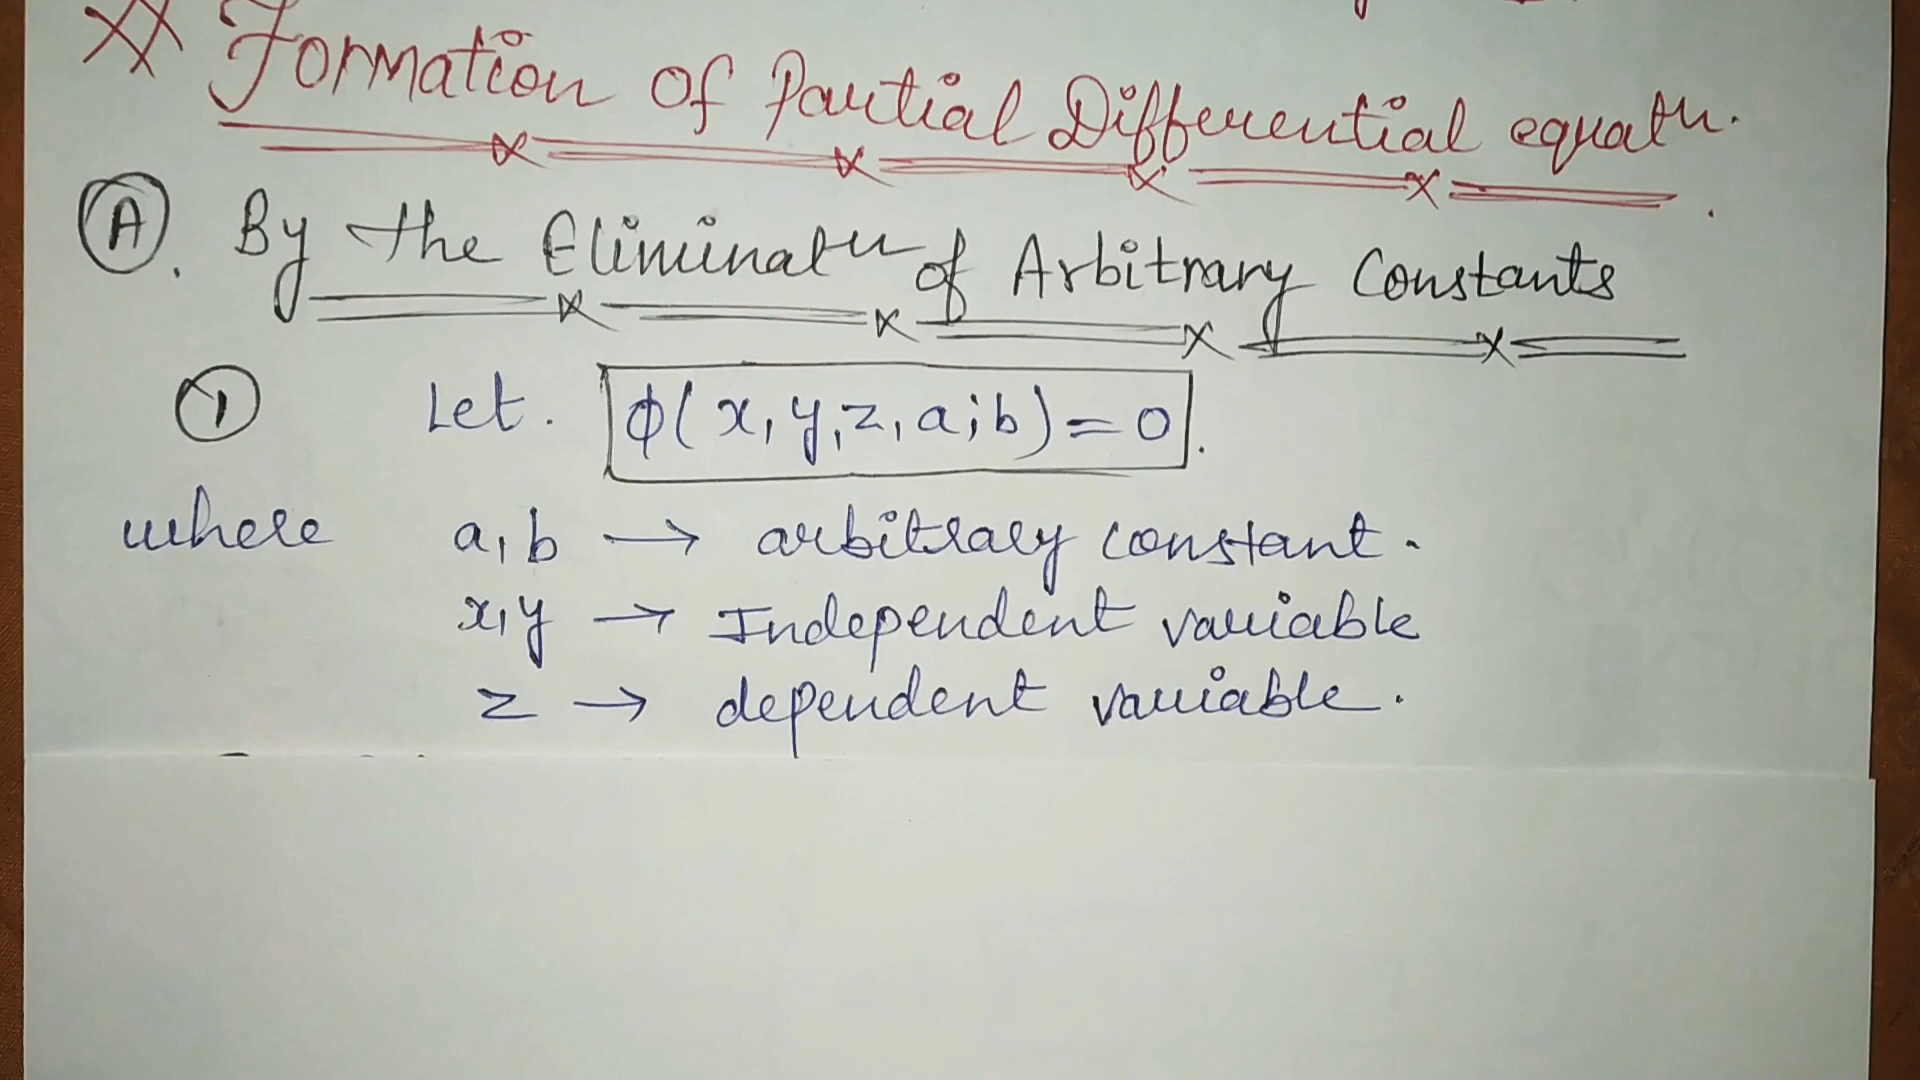 Formation Of Partial Differential equatn.
(A). By the Eliminatn of Arbitrary Constants
(1) Let. φ(x, y, z, a; b) = 0.
where a, b → arbitrary constant.
x, y → Independent variable
z → dependent variable.